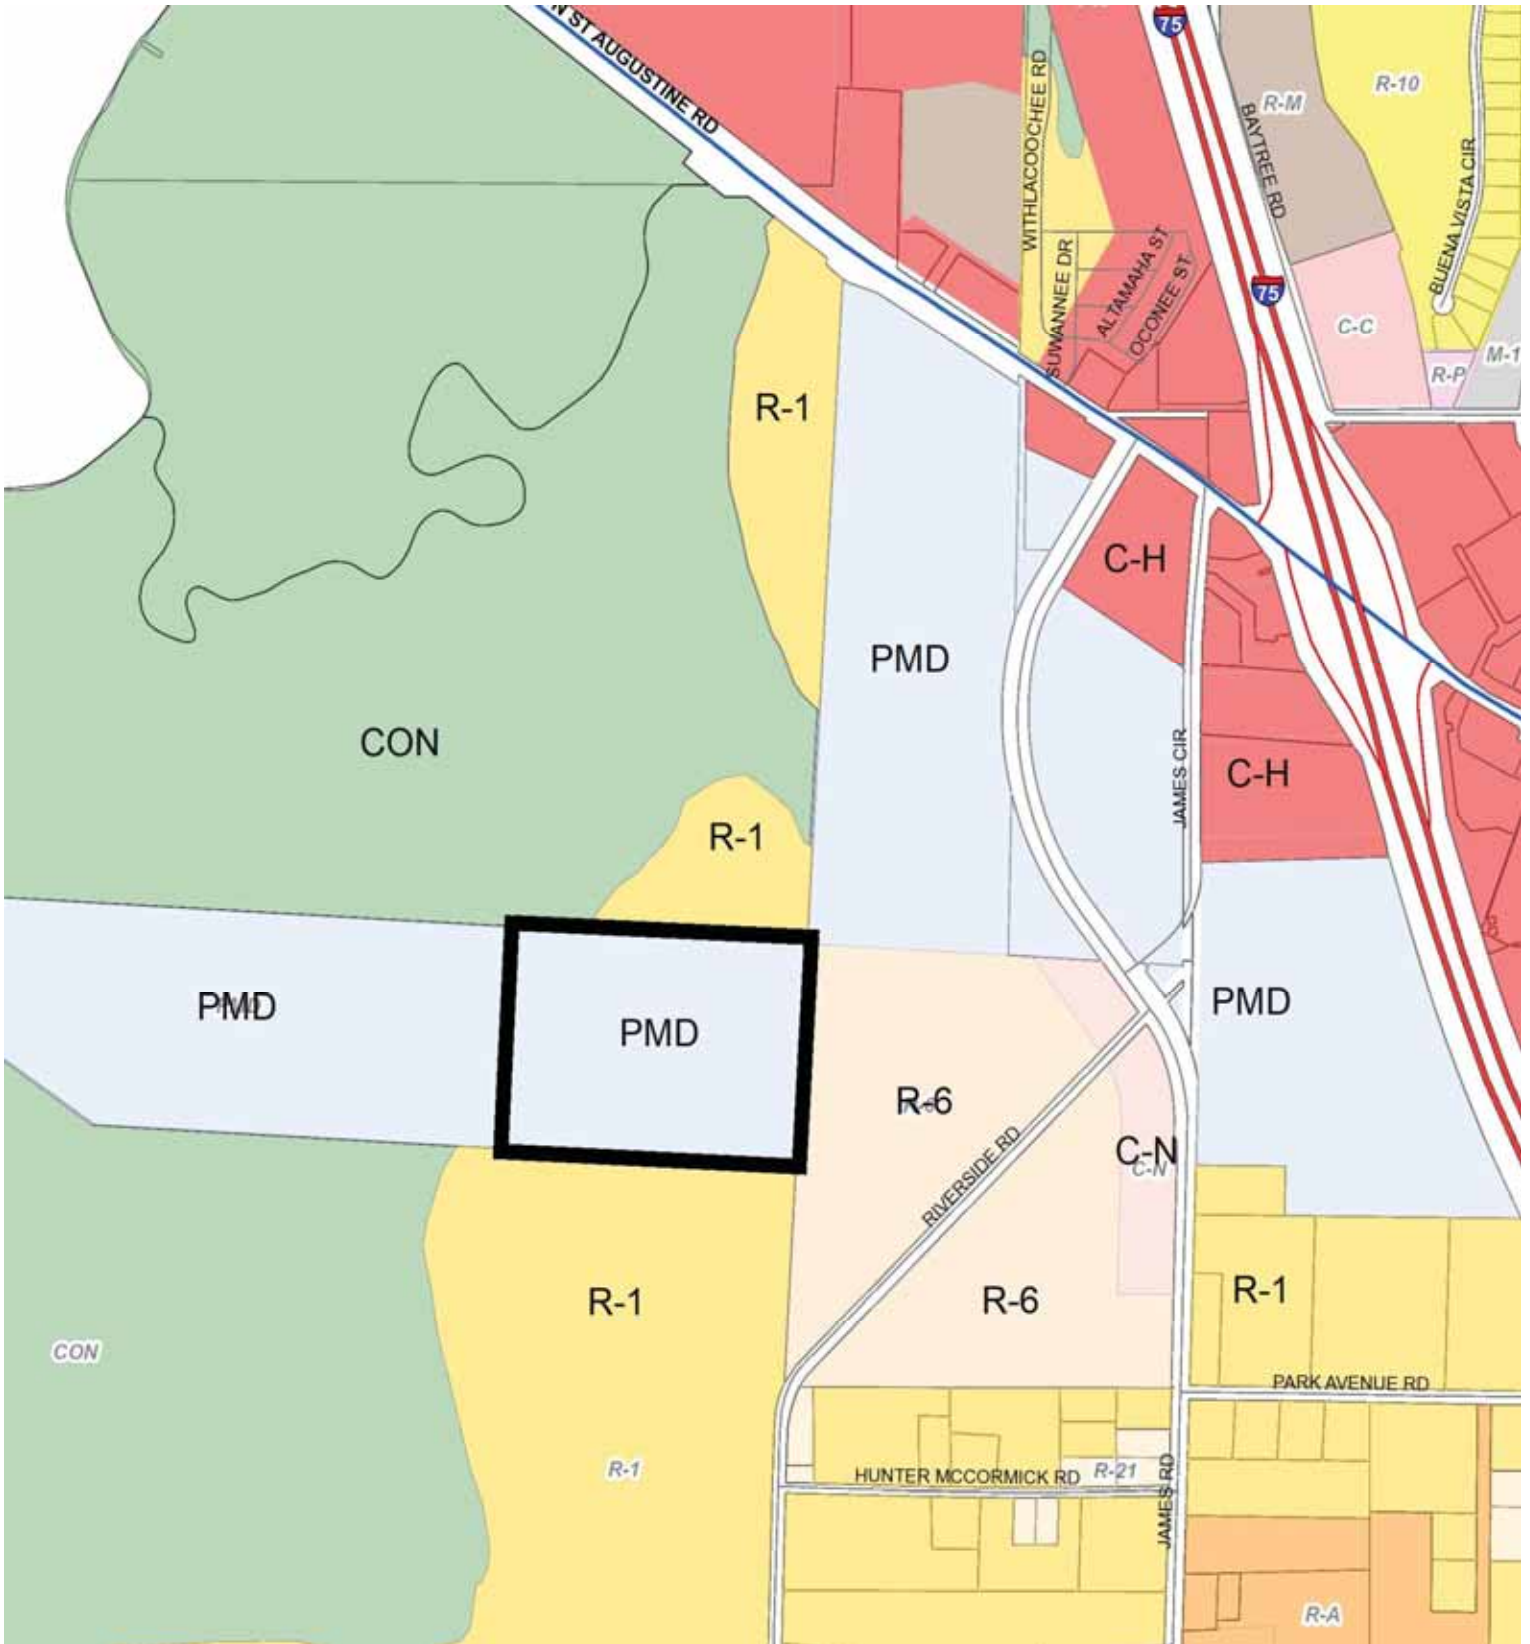 75
N ST AUGUSTINE RD
WITHLACOOCHEE RD
R-M
R-10
BAYTREE RD
BUENA VISTA CIR
SUWANNEE DR
ALTAMAHA ST
OCONEE ST
75
C-C
R-P
M-1
R-1
C-H
PMD
CON
JAMES CIR
C-H
R-1
PMD
PMD
PMD
R-6
C-N
C-N
RIVERSIDE RD
R-1
R-6
R-1
CON
PARK AVENUE RD
R-1
HUNTER MCCORMICK RD
R-21
JAMES RD
R-A